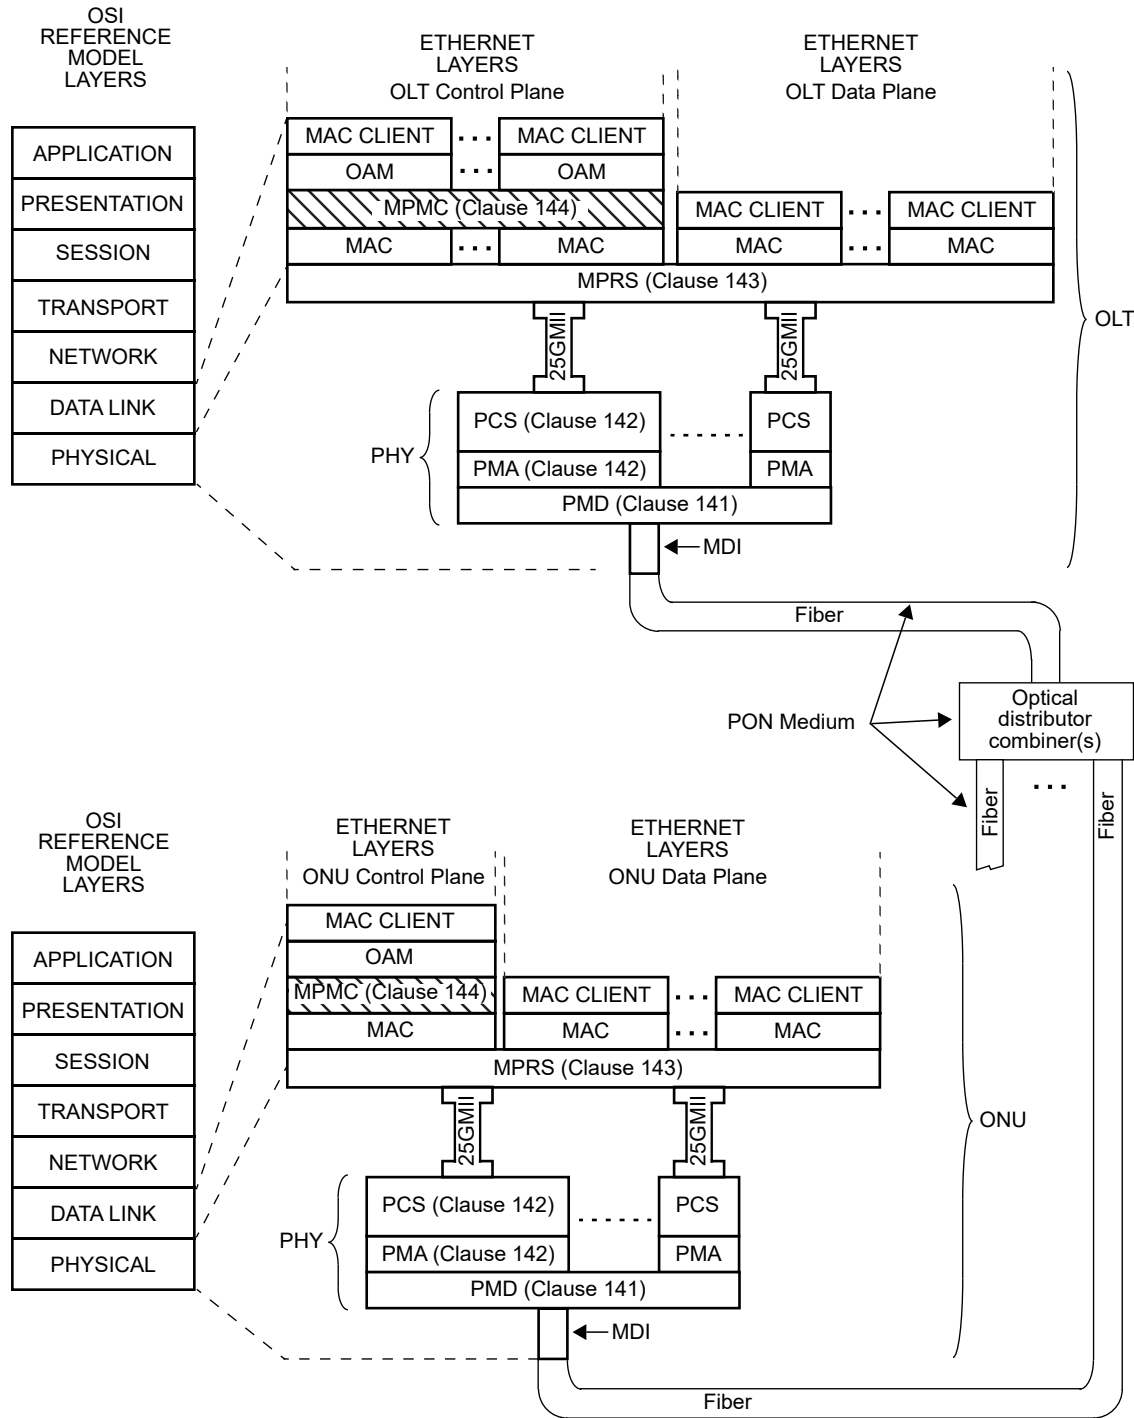 OSI
REFERENCE
MODEL
LAYERS
ETHERNET
LAYERS
OLT Control Plane
ETHERNET
LAYERS
OLT Data Plane
APPLICATION
PRESENTATION
SESSION
TRANSPORT
NETWORK
DATA LINK
PHYSICAL
MAC CLIENT ... MAC CLIENT
OAM ... OAM
MPMC (Clause 144)
MAC ... MAC
MAC CLIENT ... MAC CLIENT
MAC ... MAC
MPRS (Clause 143)
25GMII
25GMII
OLT
PHY
PCS (Clause 142)
PMA (Clause 142)
PCS
PMA
PMD (Clause 141)
MDI
Fiber
PON Medium
Optical
distributor
combiner(s)
...
Fiber
Fiber
OSI
REFERENCE
MODEL
LAYERS
ETHERNET
LAYERS
ONU Control Plane
ETHERNET
LAYERS
ONU Data Plane
APPLICATION
PRESENTATION
SESSION
TRANSPORT
NETWORK
DATA LINK
PHYSICAL
MAC CLIENT
OAM
MPMC (Clause 144)
MAC
MAC CLIENT ... MAC CLIENT
MAC ... MAC
MPRS (Clause 143)
25GMII
25GMII
ONU
PHY
PCS (Clause 142)
PMA (Clause 142)
PCS
PMA
PMD (Clause 141)
MDI
Fiber